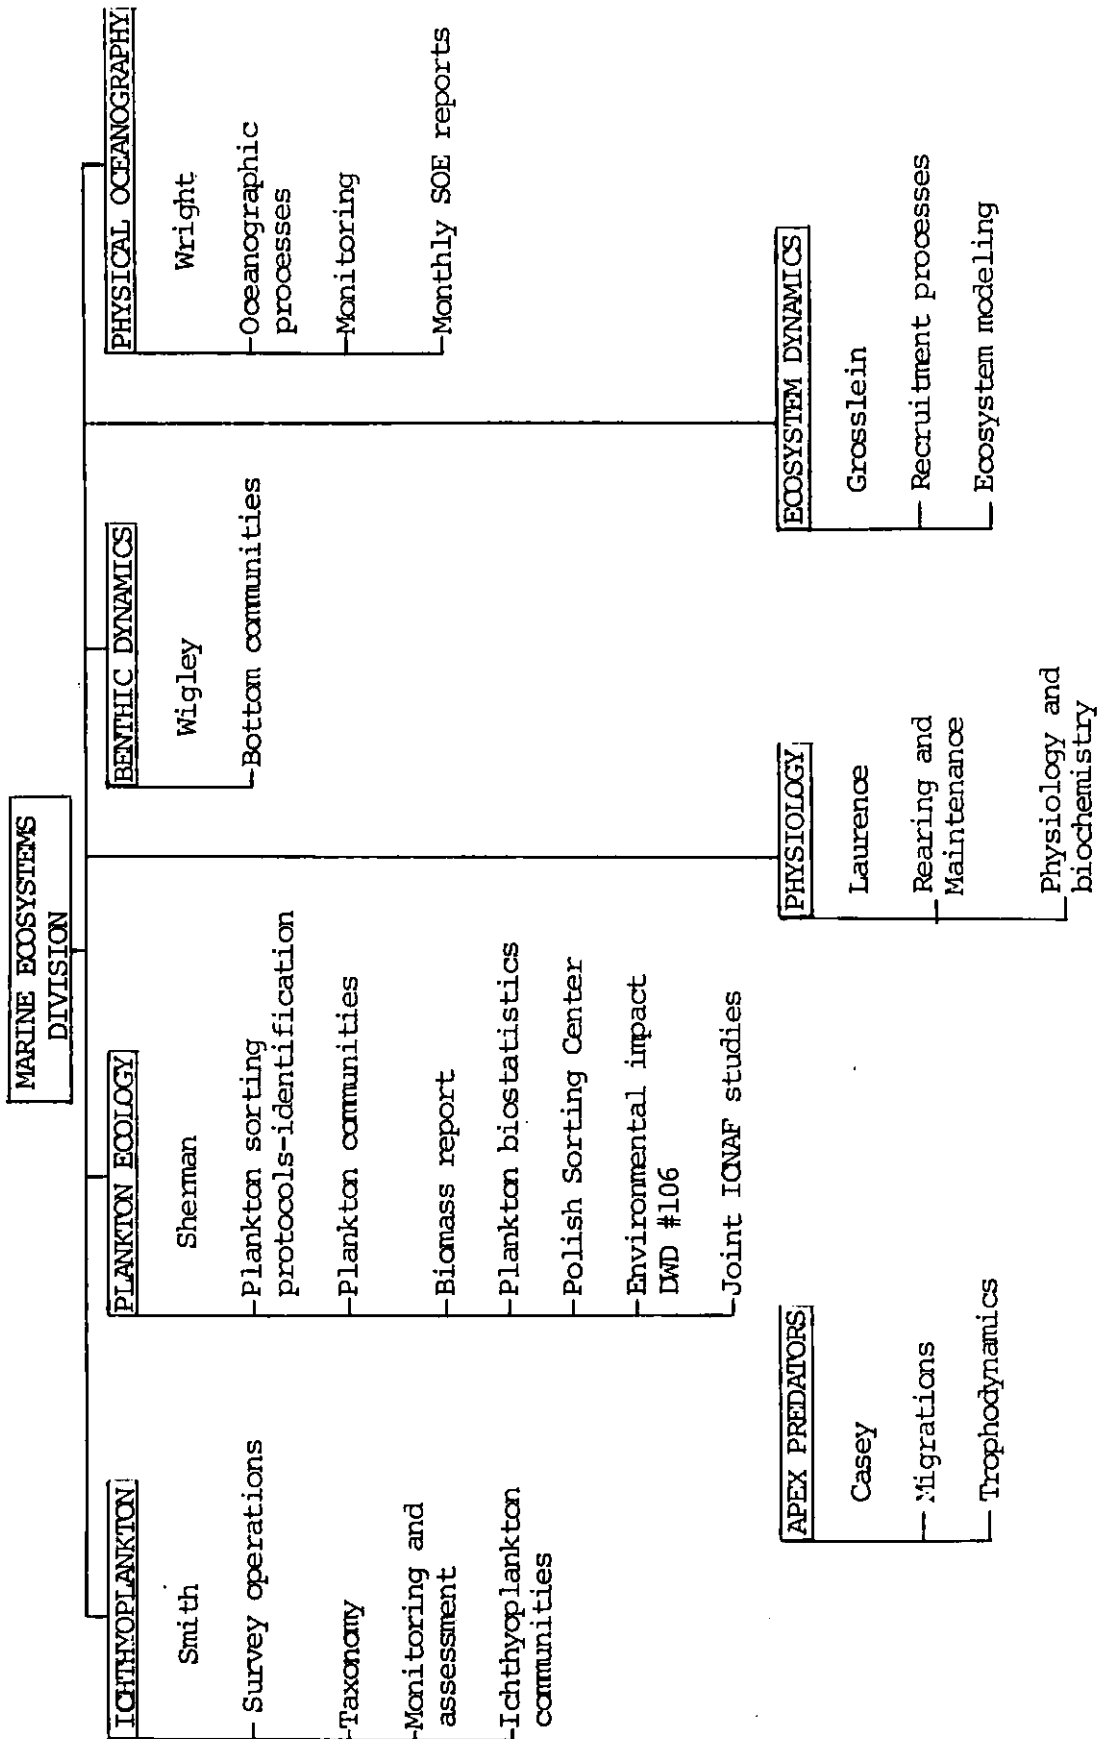 MARINE ECOSYSTEMS
DIVISION
ICHTHYOPLANKTON
Smith
Survey operations
Taxonomy
Monitoring and
assessment
Ichthyoplankton
communities
PLANKTON ECOLOGY
Sherman
Plankton sorting
protocols-identification
Plankton communities
Biomass report
Plankton biostatistics
Polish Sorting Center
Environmental impact
DWD #106
Joint ICNAF studies
BENTHIC DYNAMICS
Wigley
Bottom communities
PHYSICAL OCEANOGRAPHY
Wright
Oceanographic
processes
Monitoring
Monthly SOE reports
APEX PREDATORS
Casey
Migrations
Trophodynamics
PHYSIOLOGY
Laurence
Rearing and
Maintenance
Physiology and
biochemistry
ECOSYSTEM DYNAMICS
Grosslein
Recruitment processes
Ecosystem modeling